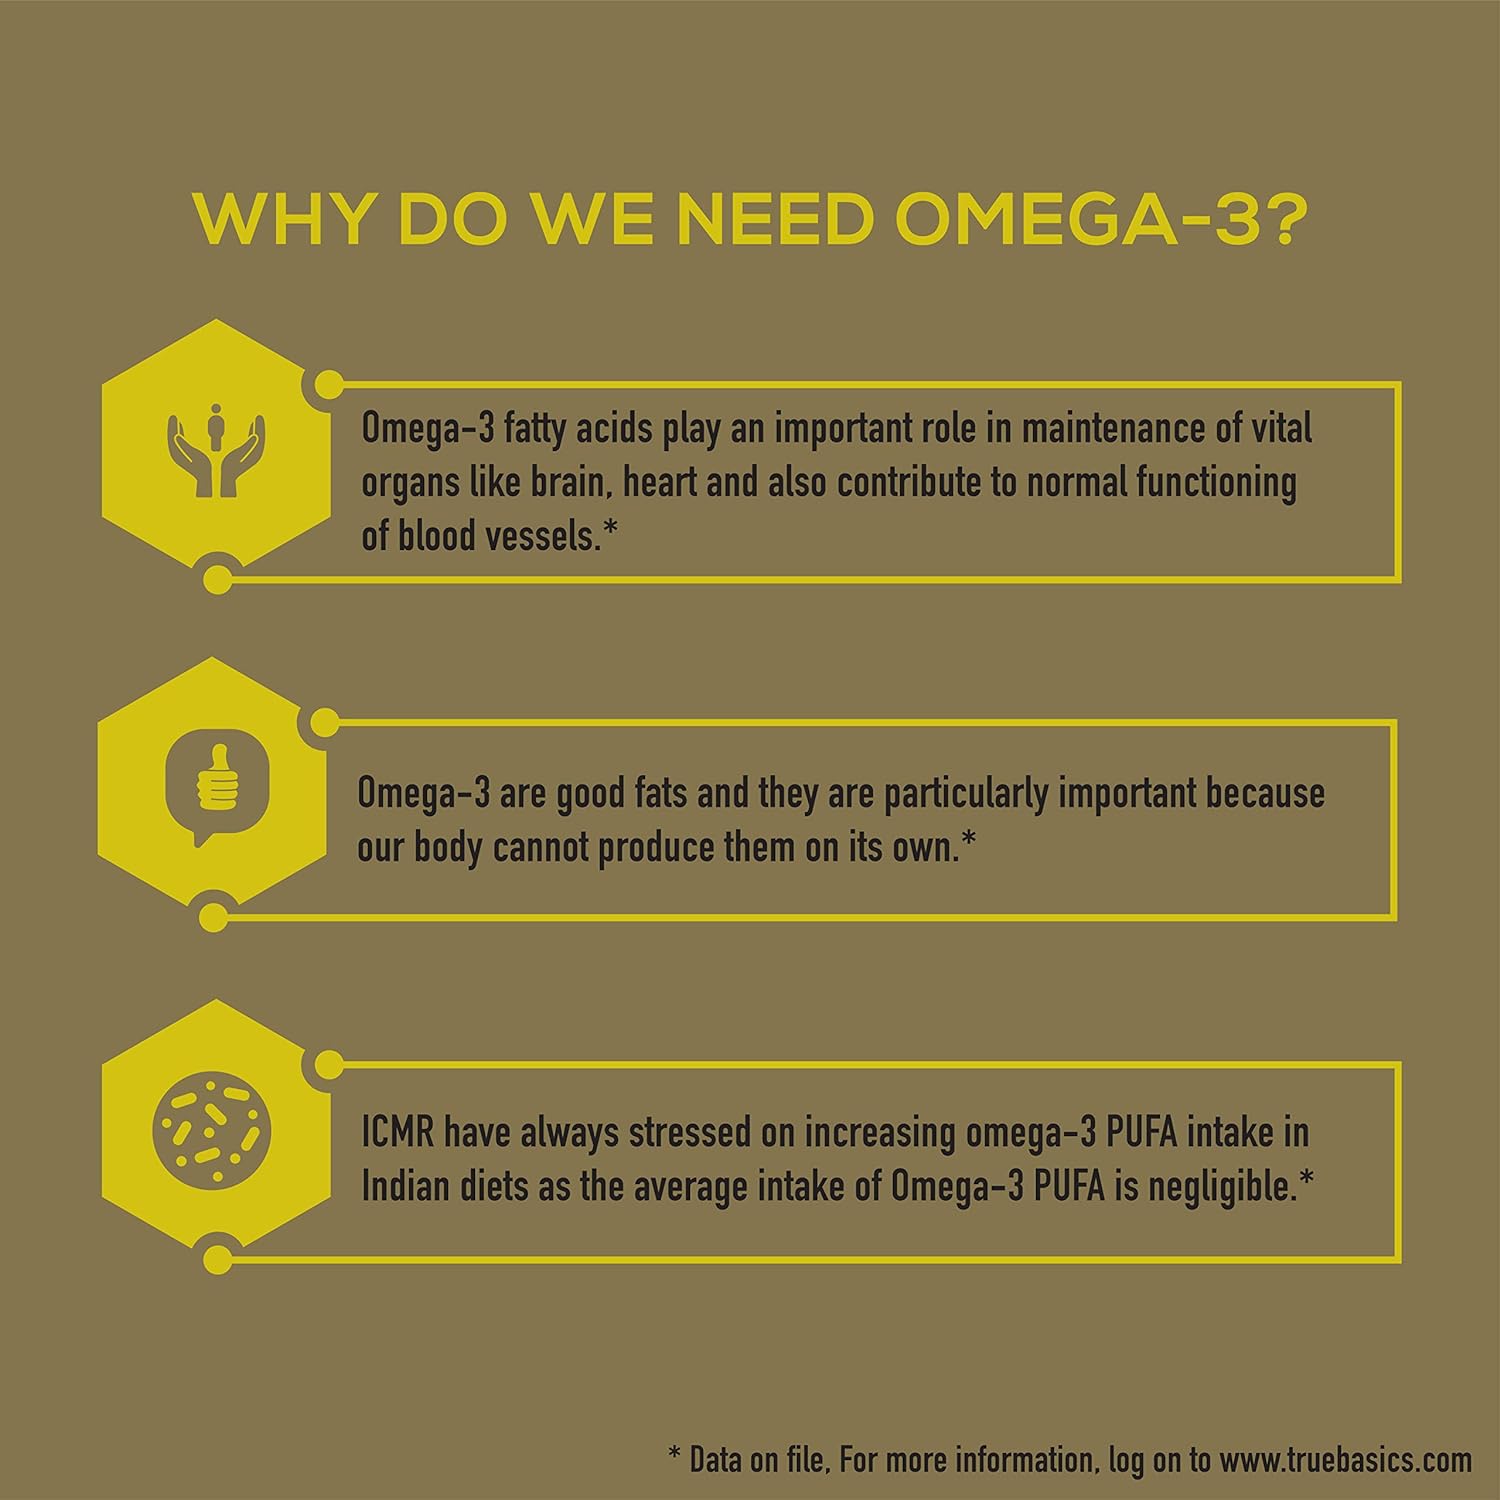 WHY DO WE NEED OMEGA-3?
Omega-3 fatty acids play an important role in maintenance of vital
organs like brain, heart and also contribute to normal functioning
of blood vessels.*
Omega-3 are good fats and they are particularly important because
our body cannot produce them on its own.*
ICMR have always stressed on increasing omega-3 PUFA intake in
Indian diets as the average intake of Omega-3 PUFA is negligible.*
* Data on file, For more information, log on to www.truebasics.com